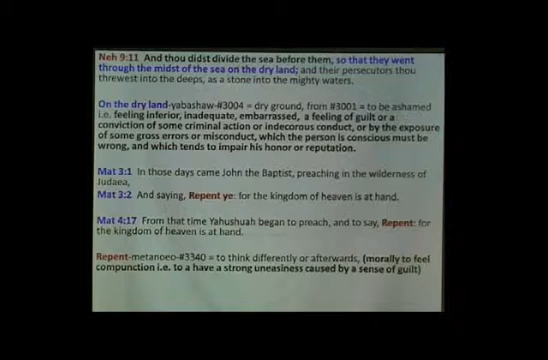 Neh 9:11 And thou didst divide the sea before them, so that they went
through the midst of the sea on the dry land; and their persecutors thou
threwest into the deeps, as a stone into the mighty waters.
On the dry land-yabashaw-#3004 = dry ground, from #3001 = to be ashamed
i.e. feeling inferior, inadequate, embarrassed, a feeling of guilt or a
conviction of some criminal action or indecorous conduct, or by the exposure
of some gross errors or misconduct, which the person is conscious must be
wrong, and which tends to impair his honor or reputation.
Mat 3:1 In those days came John the Baptist, preaching in the wilderness of
Judaea,
Mat 3:2 And saying, Repent ye: for the kingdom of heaven is at hand.
Mat 4:17 From that time Yahushuah began to preach, and to say, Repent: for
the kingdom of heaven is at hand.
Repent-metanoeo-#3340 = to think differently or afterwards, (morally to feel
compunction i.e. to a have a strong uneasiness caused by a sense of guilt)